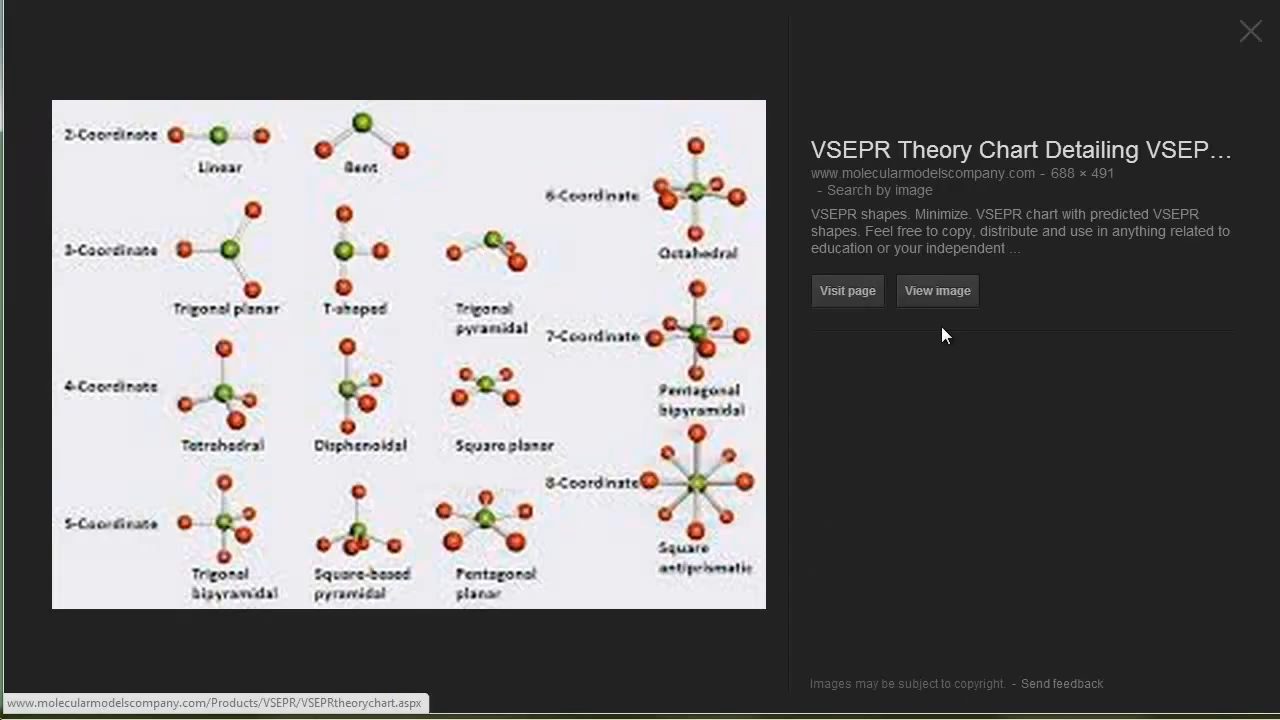 2-Coordinate
Linear
Bent
3-Coordinate
Trigonal planar
T-shaped
Trigonal
pyramidal
4-Coordinate
Tetrahedral
Disphenoidal
Square planar
5-Coordinate
Trigonal
bipyramidal
Square-based
pyramidal
Pentagonal
planar
6-Coordinate
Octahedral
7-Coordinate
Pentagonal
bipyramidal
8-Coordinate
Square
antiprismatic
VSEPR Theory Chart Detailing VSEP...
www.molecularmodelscompany.com - 688 × 491
- Search by image
VSEPR shapes. Minimize. VSEPR chart with predicted VSEPR
shapes. Feel free to copy, distribute and use in anything related to
education or your independent ...
Visit page View image
Images may be subject to copyright. - Send feedback
www.molecularmodelscompany.com/Products/VSEPR/VSEPRtheorychart.aspx